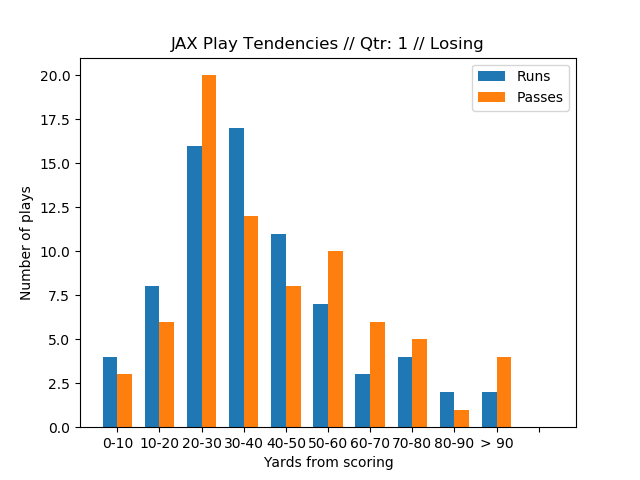 JAX Play Tendencies // Qtr: 1 // Losing
Runs
Passes
20.0
17.5
15.0
12.5
10.0
7.5
5.0
2.5
0.0
Number of plays
0-10 10-20 20-30 30-40 40-50 50-60 60-70 70-80 80-90 > 90
Yards from scoring